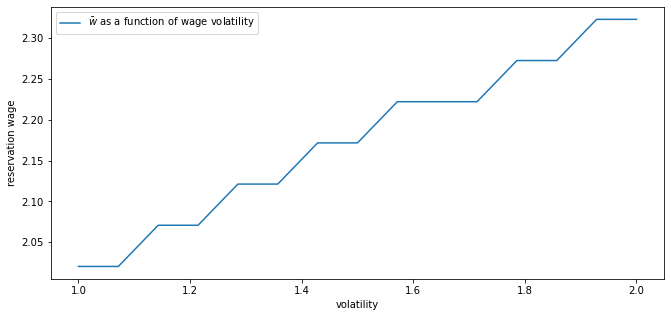 w̄ as a function of wage volatility
2.30
2.25
2.20
2.15
2.10
2.05
reservation wage
1.0 1.2 1.4 1.6 1.8 2.0
volatility